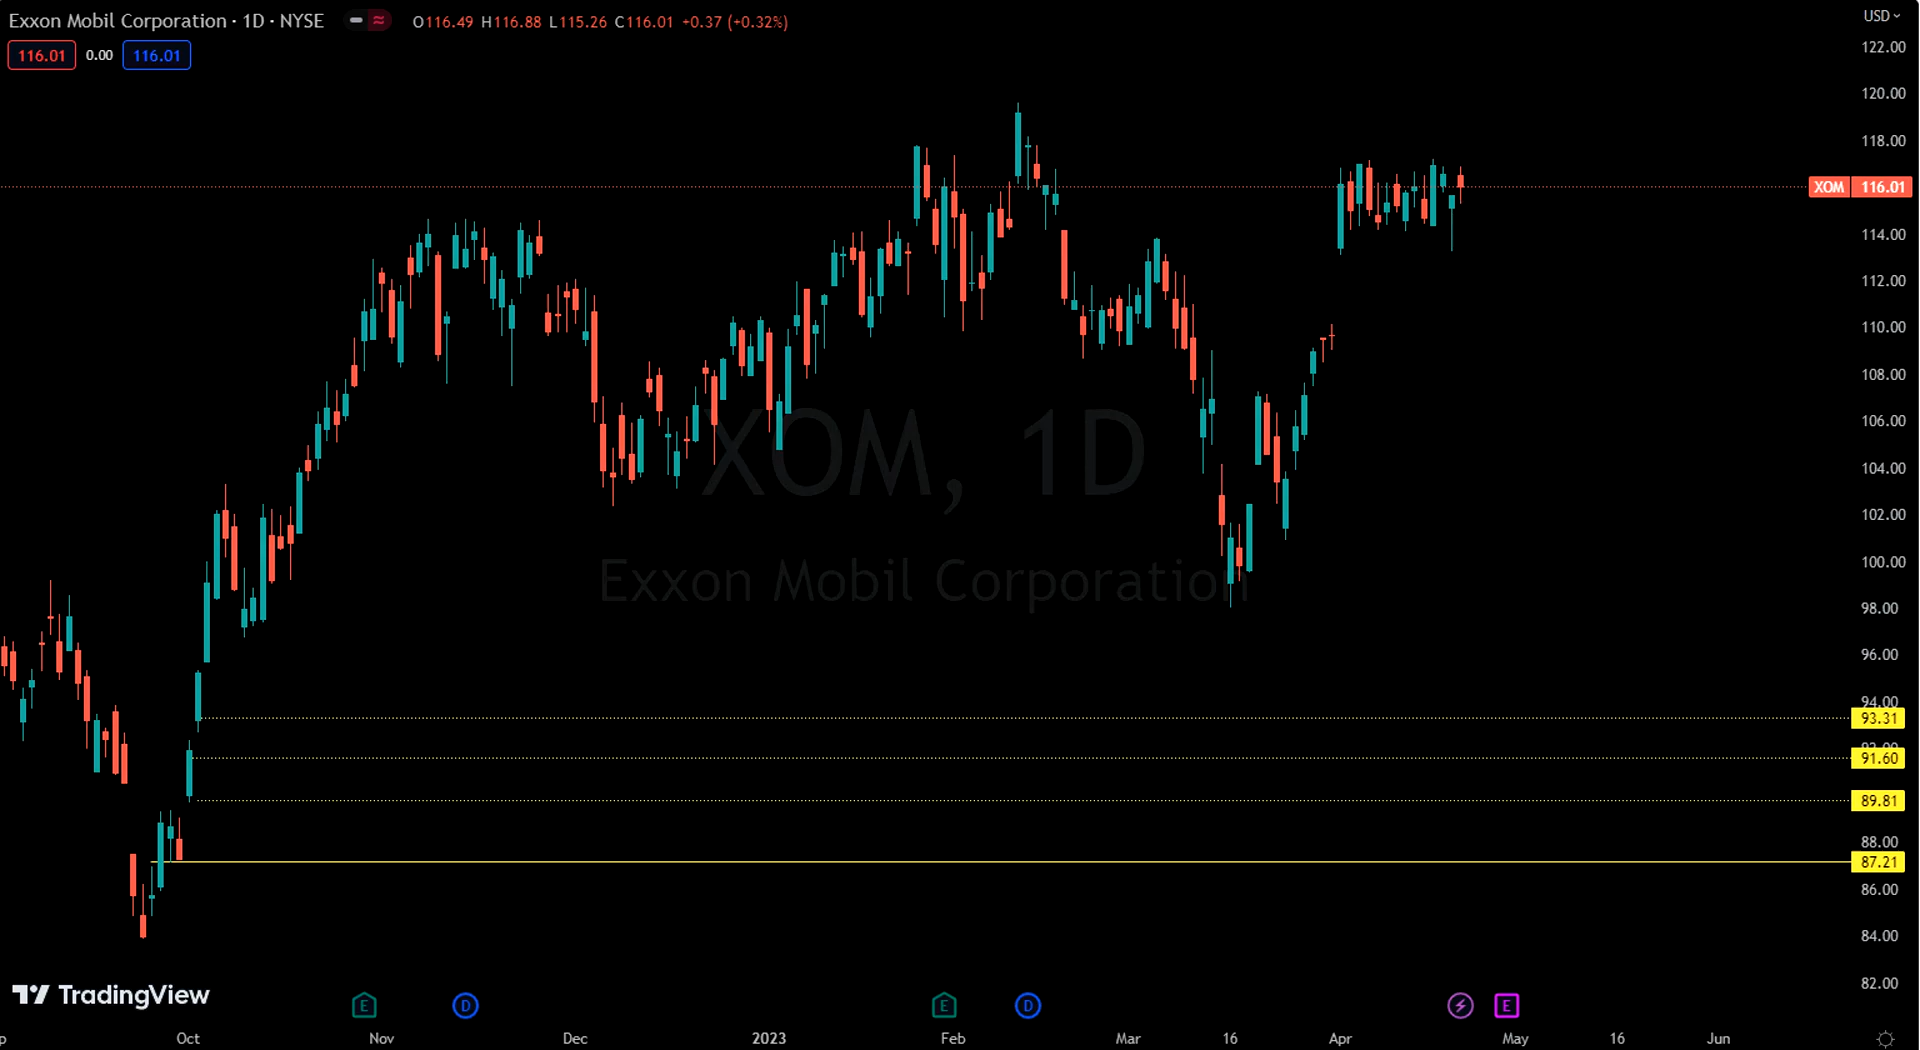 Exxon Mobil Corporation · 1D · NYSE O116.49 H116.88 L115.26 C116.01 +0.37 (+0.32%)
116.01 0.00 116.01
USD
122.00
120.00
118.00
XOM 116.01
114.00
112.00
110.00
108.00
106.00
104.00
102.00
100.00
98.00
96.00
94.00
93.31
91.60
89.81
88.00
87.21
86.00
84.00
82.00
XOM, 1D
Exxon Mobil Corporation
TradingView
E D E D E
Oct Nov Dec 2023 Feb Mar 16 Apr May 16 Jun